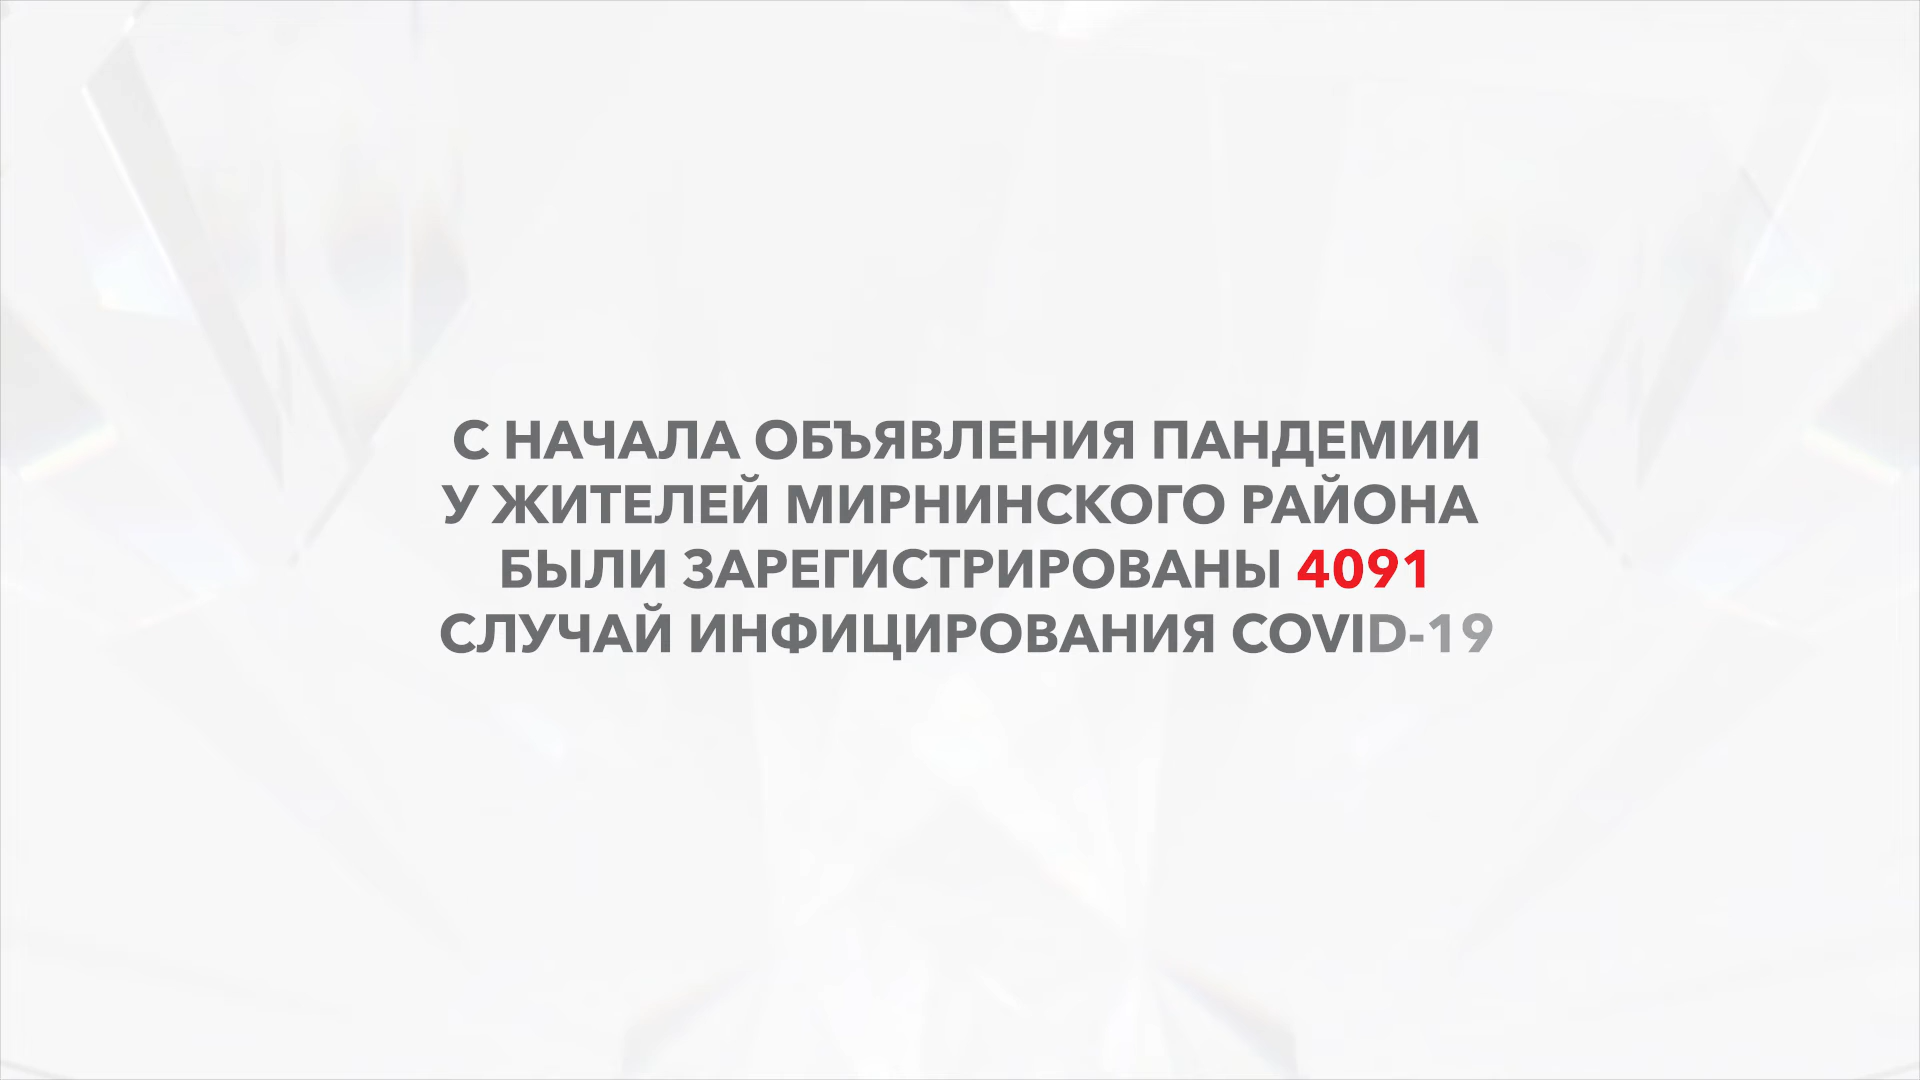 С НАЧАЛА ОБЪЯВЛЕНИЯ ПАНДЕМИИ
У ЖИТЕЛЕЙ МИРНИНСКОГО РАЙОНА
БЫЛИ ЗАРЕГИСТРИРОВАНЫ 4091
СЛУЧАЙ ИНФИЦИРОВАНИЯ COVID-19